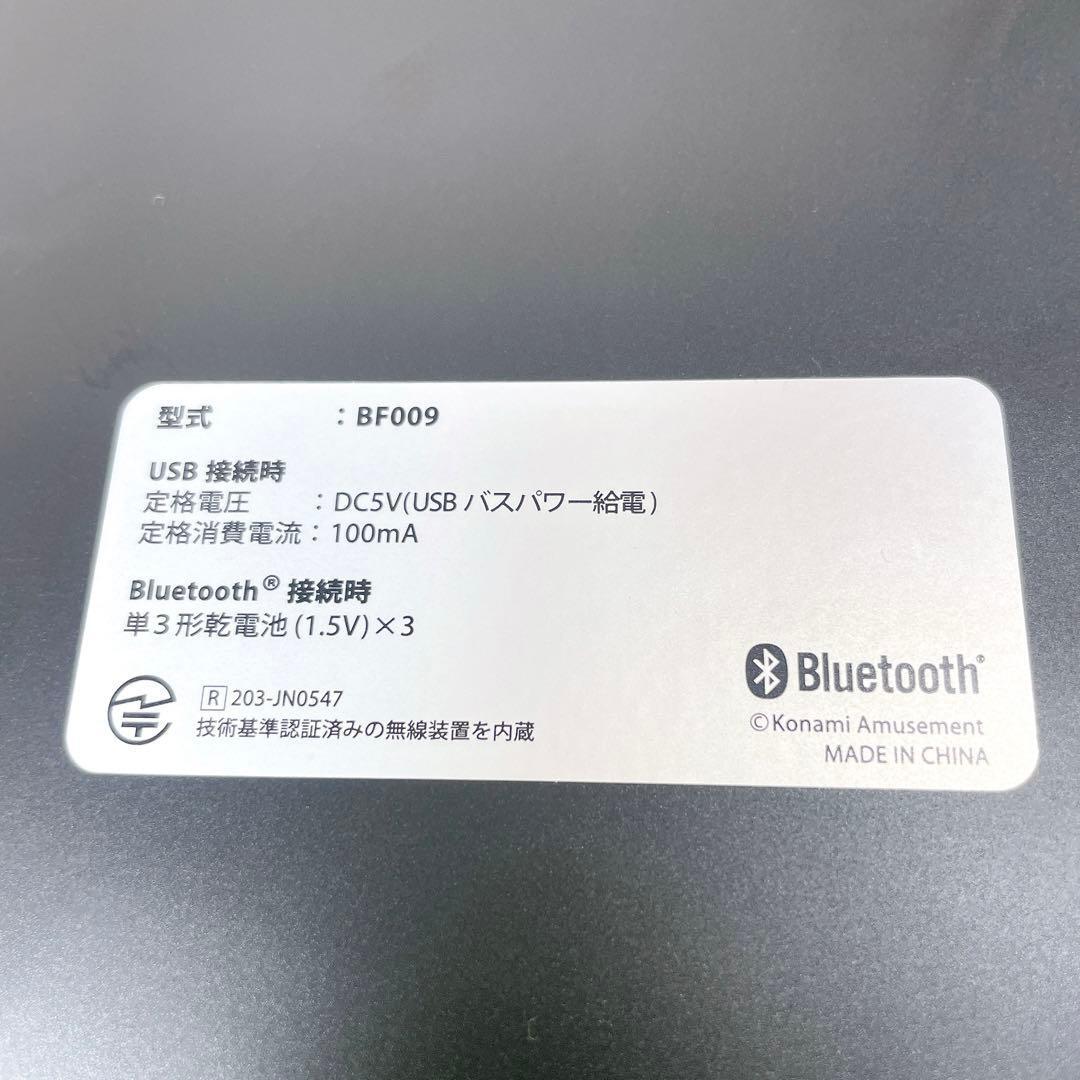 型式 : BF009
USB 接続時
定格電圧 : DC5V(USB バスパワー給電)
定格消費電流 : 100mA
Bluetooth® 接続時
単3形乾電池 (1.5V)×3
R 203-JN0547
技術基準認証済みの無線装置を内蔵
Bluetooth®
©Konami Amusement
MADE IN CHINA